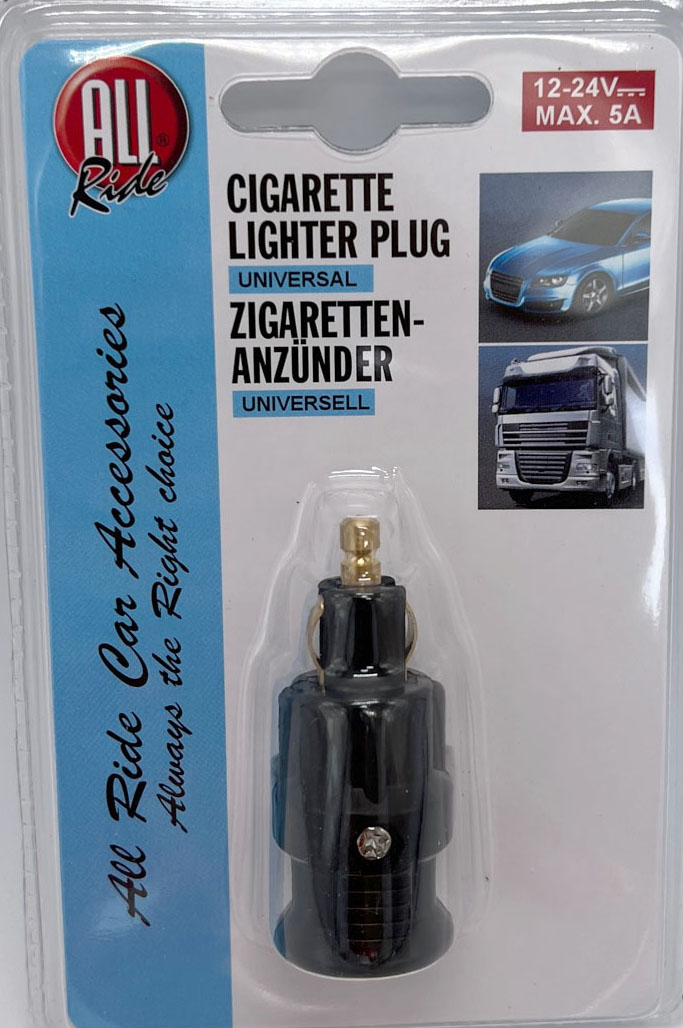 ALL®
Ride
12-24V⎓
MAX. 5A
CIGARETTE
LIGHTER PLUG
UNIVERSAL
ZIGARETTEN-
ANZÜNDER
UNIVERSELL
All Ride Car Accessories
Always the Right choice